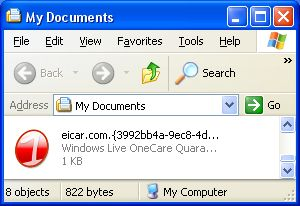 My Documents
File Edit View Favorites Tools Help
Back Search
Address My Documents Go
eicar.com.{3992bb4a-9ec8-4d...
Windows Live OneCare Quara...
1 KB
8 objects 822 bytes My Computer